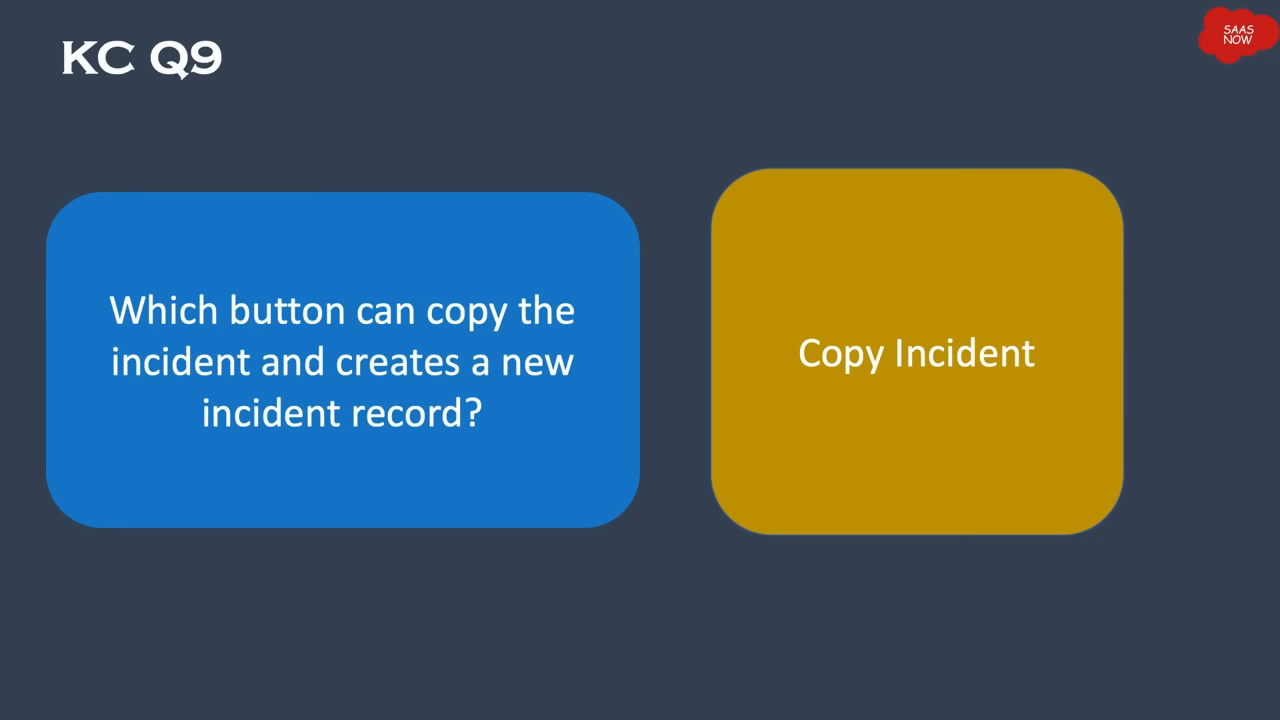 KC Q9
SAAS
NOW
Which button can copy the
incident and creates a new
incident record?
Copy Incident